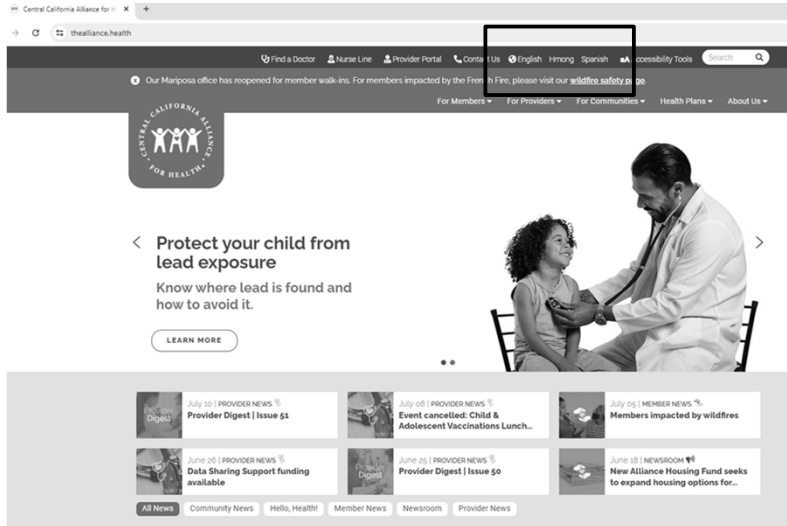 Central California Alliance for H
thealliance.health
Find a Doctor Nurse Line Provider Portal Contact Us English Hmong Spanish aA Accessibility Tools Search
Our Mariposa office has reopened for member walk-ins. For members impacted by the French Fire, please visit our wildfire safety page.
For Members For Providers For Communities Health Plans About Us
CENTRAL CALIFORNIA ALLIANCE
FOR HEALTH
Protect your child from
lead exposure
Know where lead is found and
how to avoid it.
LEARN MORE
Provider
Digest
July 10 | PROVIDER NEWS
Provider Digest | Issue 51
July 08 | PROVIDER NEWS
Event cancelled: Child &
Adolescent Vaccinations Lunch...
July 05 | MEMBER NEWS
Members impacted by wildfires
June 26 | PROVIDER NEWS
Data Sharing Support funding
available
Provider
Digest
June 25 | PROVIDER NEWS
Provider Digest | Issue 50
June 18 | NEWSROOM
New Alliance Housing Fund seeks
to expand housing options for...
All News Community News Hello, Health! Member News Newsroom Provider News